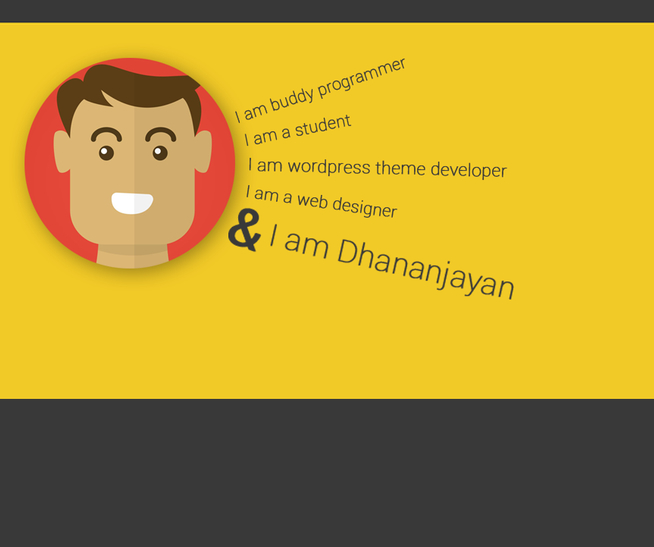 I am buddy programmer
I am a student
I am wordpress theme developer
I am a web designer
& I am Dhananjayan